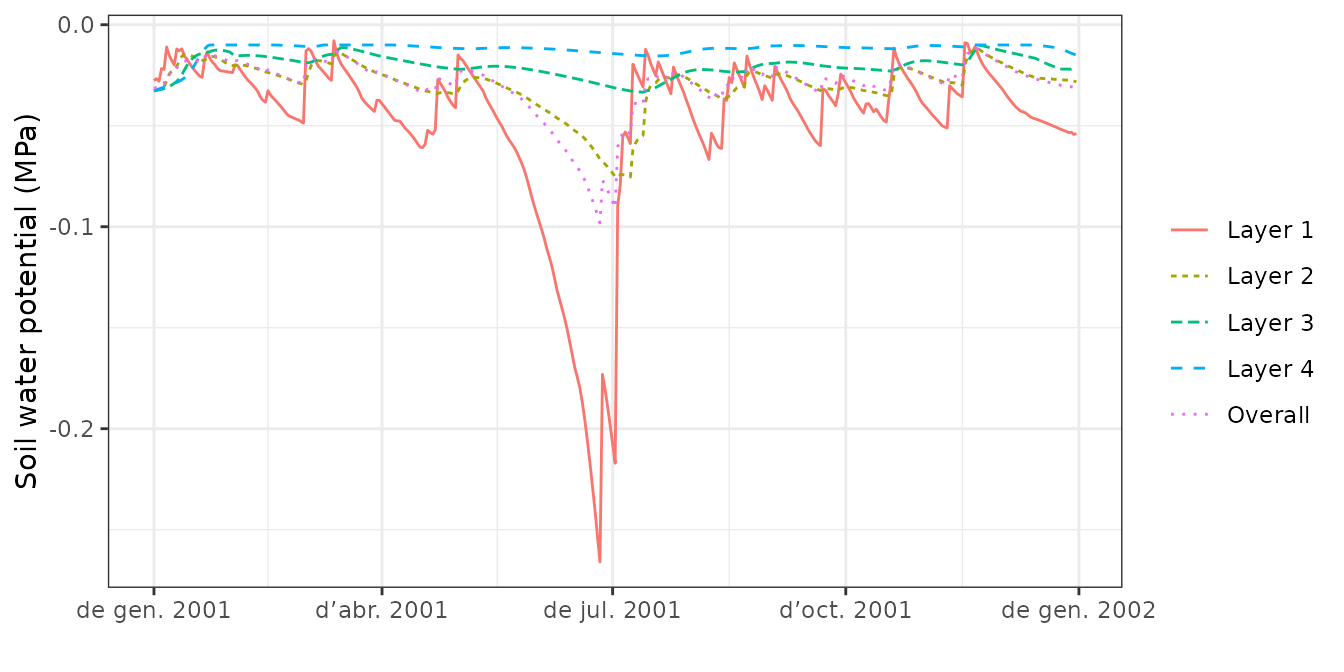 Soil water potential (MPa)
0.0
-0.1
-0.2
de gen. 2001
d’abr. 2001
de jul. 2001
d’oct. 2001
de gen. 2002
Layer 1
Layer 2
Layer 3
Layer 4
Overall